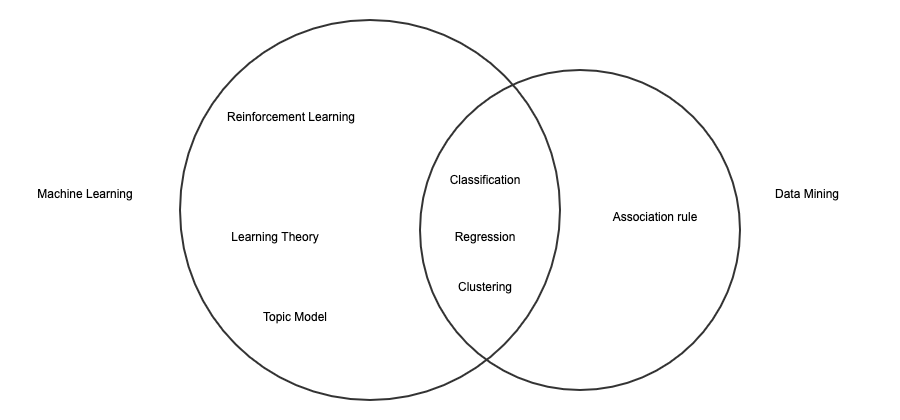 Reinforcement Learning
Machine Learning
Learning Theory
Topic Model
Classification
Regression
Clustering
Association rule
Data Mining